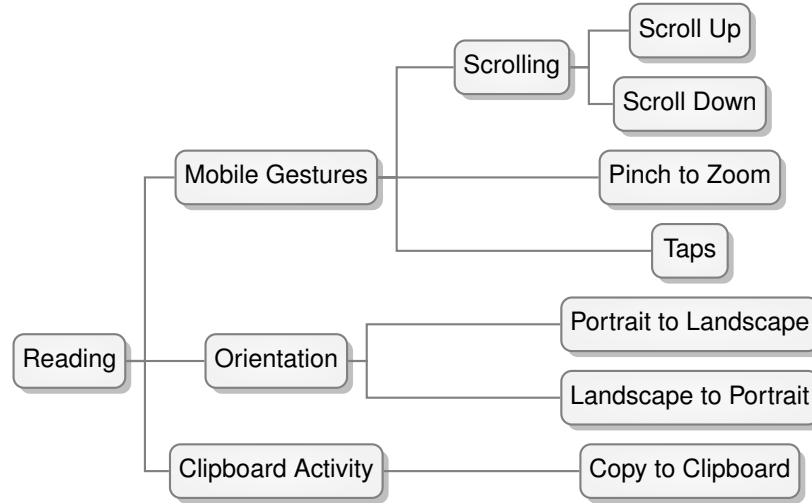 Scroll Up
Scrolling
Scroll Down
Mobile Gestures
Pinch to Zoom
Taps
Portrait to Landscape
Reading
Orientation
Landscape to Portrait
Clipboard Activity
Copy to Clipboard